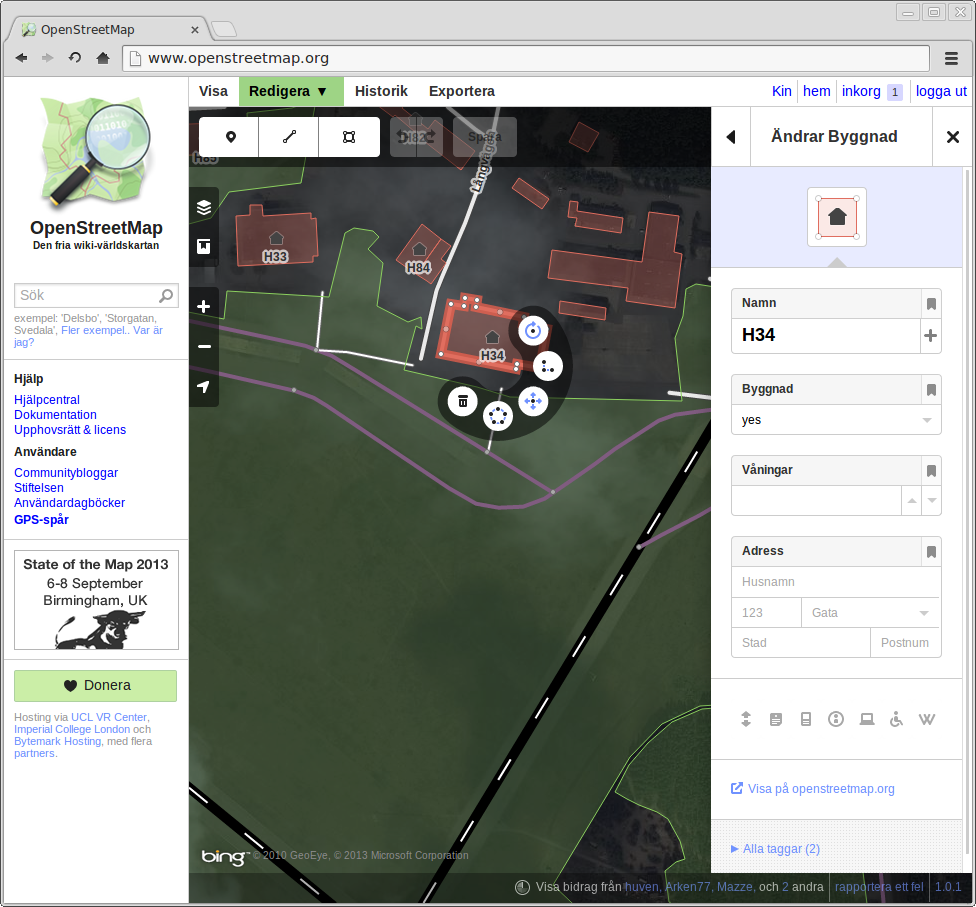 OpenStreetMap
www.openstreetmap.org
Visa
Redigera ▼
Historik
Exportera
Kin
hem
inkorg 1
logga ut
OpenStreetMap
Den fria wiki-världskartan
Sök
exempel: 'Delsbo', 'Storgatan,
Svedala', Fler exempel.. Var är
jag?
Hjälp
Hjälpcentral
Dokumentation
Upphovsrätt & licens
Användare
Communitybloggar
Stiftelsen
Användardagböcker
GPS-spår
State of the Map 2013
6-8 September
Birmingham, UK
Donera
Hosting via UCL VR Center,
Imperial College London och
Bytemark Hosting, med flera
partners.
Spara
H33
H84
H34
bing
© 2010 GeoEye, © 2013 Microsoft Corporation
Ändrar Byggnad
Namn
H34
Byggnad
yes
Våningar
Adress
Husnamn
123
Gata
Stad
Postnum
W
Visa på openstreetmap.org
Alla taggar (2)
Visa bidrag från huven, Arken77, Mazze, och 2 andra
rapportera ett fel
1.0.1